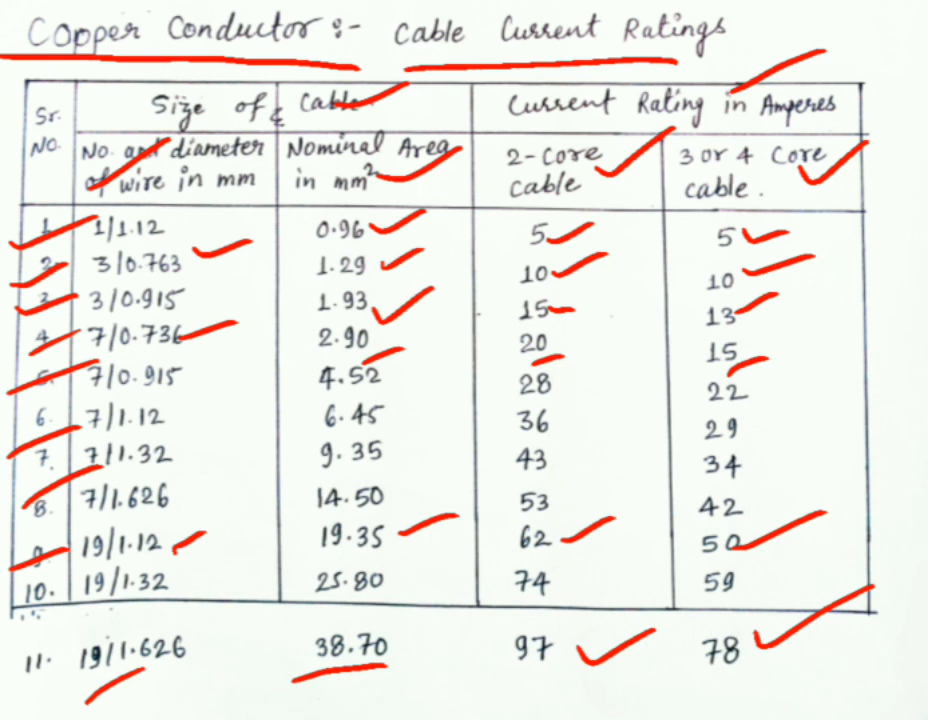 Copper Conductor :- Cable Current Ratings
Sr. No. Size of Cable Current Rating in Amperes
No. and diameter of wire in mm Nominal Area in mm² 2-Core cable 3 or 4 Core cable.
1. 1/1.12 0.96 5 5
2. 3/0.763 1.29 10 10
3. 3/0.915 1.93 15 13
4. 7/0.736 2.90 20 15
5. 7/0.915 4.52 28 22
6. 7/1.12 6.45 36 29
7. 7/1.32 9.35 43 34
8. 7/1.626 14.50 53 42
9. 19/1.12 19.35 62 50
10. 19/1.32 25.80 74 59
11. 19/1.626 38.70 97 78